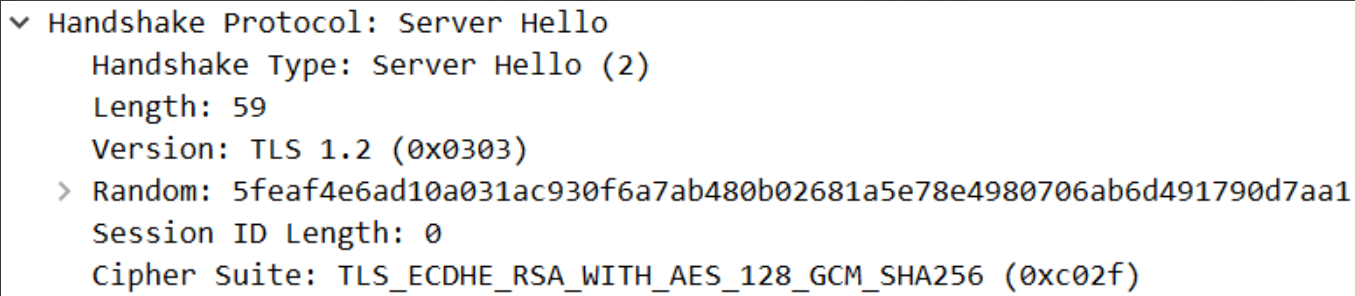 Handshake Protocol: Server Hello
Handshake Type: Server Hello (2)
Length: 59
Version: TLS 1.2 (0x0303)
Random: 5feaf4e6ad10a031ac930f6a7ab480b02681a5e78e4980706ab6d491790d7aa1
Session ID Length: 0
Cipher Suite: TLS_ECDHE_RSA_WITH_AES_128_GCM_SHA256 (0xc02f)